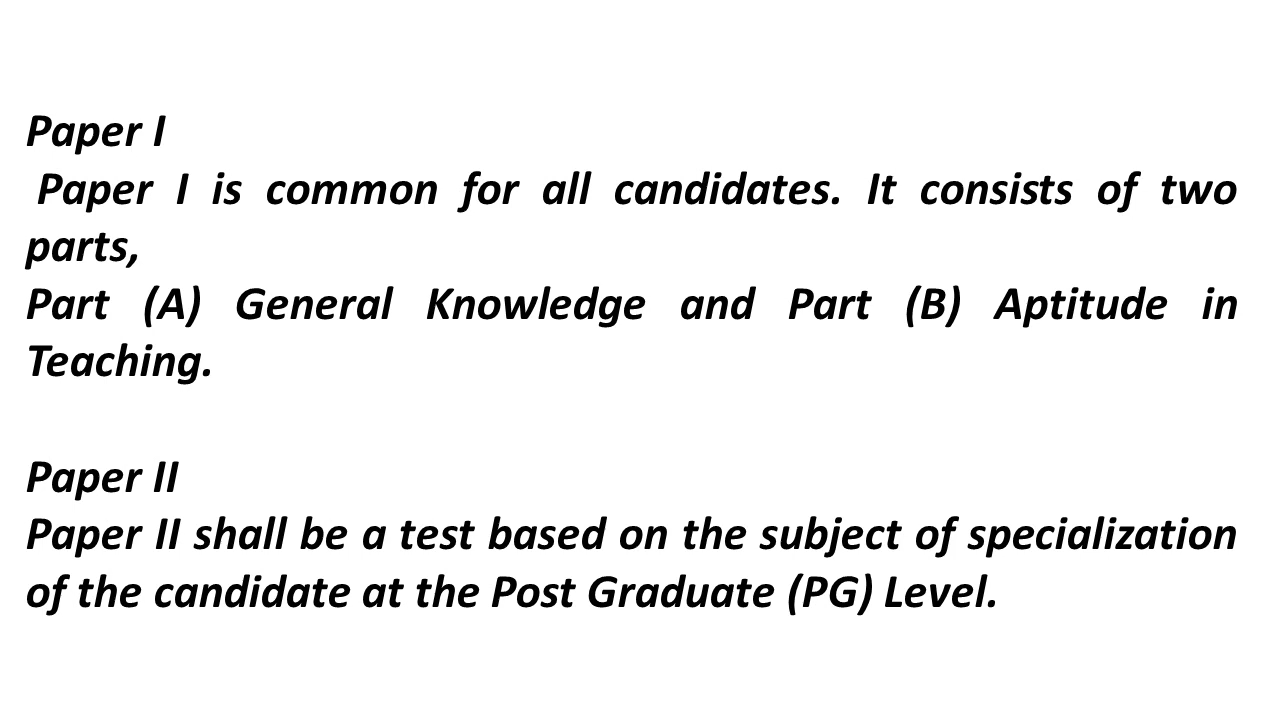 Paper I
Paper I is common for all candidates. It consists of two
parts,
Part (A) General Knowledge and Part (B) Aptitude in
Teaching.
Paper II
Paper II shall be a test based on the subject of specialization
of the candidate at the Post Graduate (PG) Level.